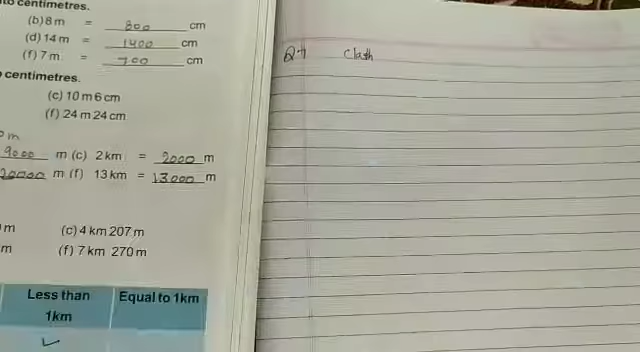 to centimetres.
(b) 8 m = 800 cm
(d) 14 m = 1400 cm
(f) 7 m = 700 cm
centimetres.
(c) 10 m 6 cm
(f) 24 m 24 cm
m
9000 m (c) 2 km = 2000 m
20000 m (f) 13 km = 13000 m
m (c) 4 km 207 m
m (f) 7 km 270 m
Less than 1km Equal to 1km
Q7 Clath